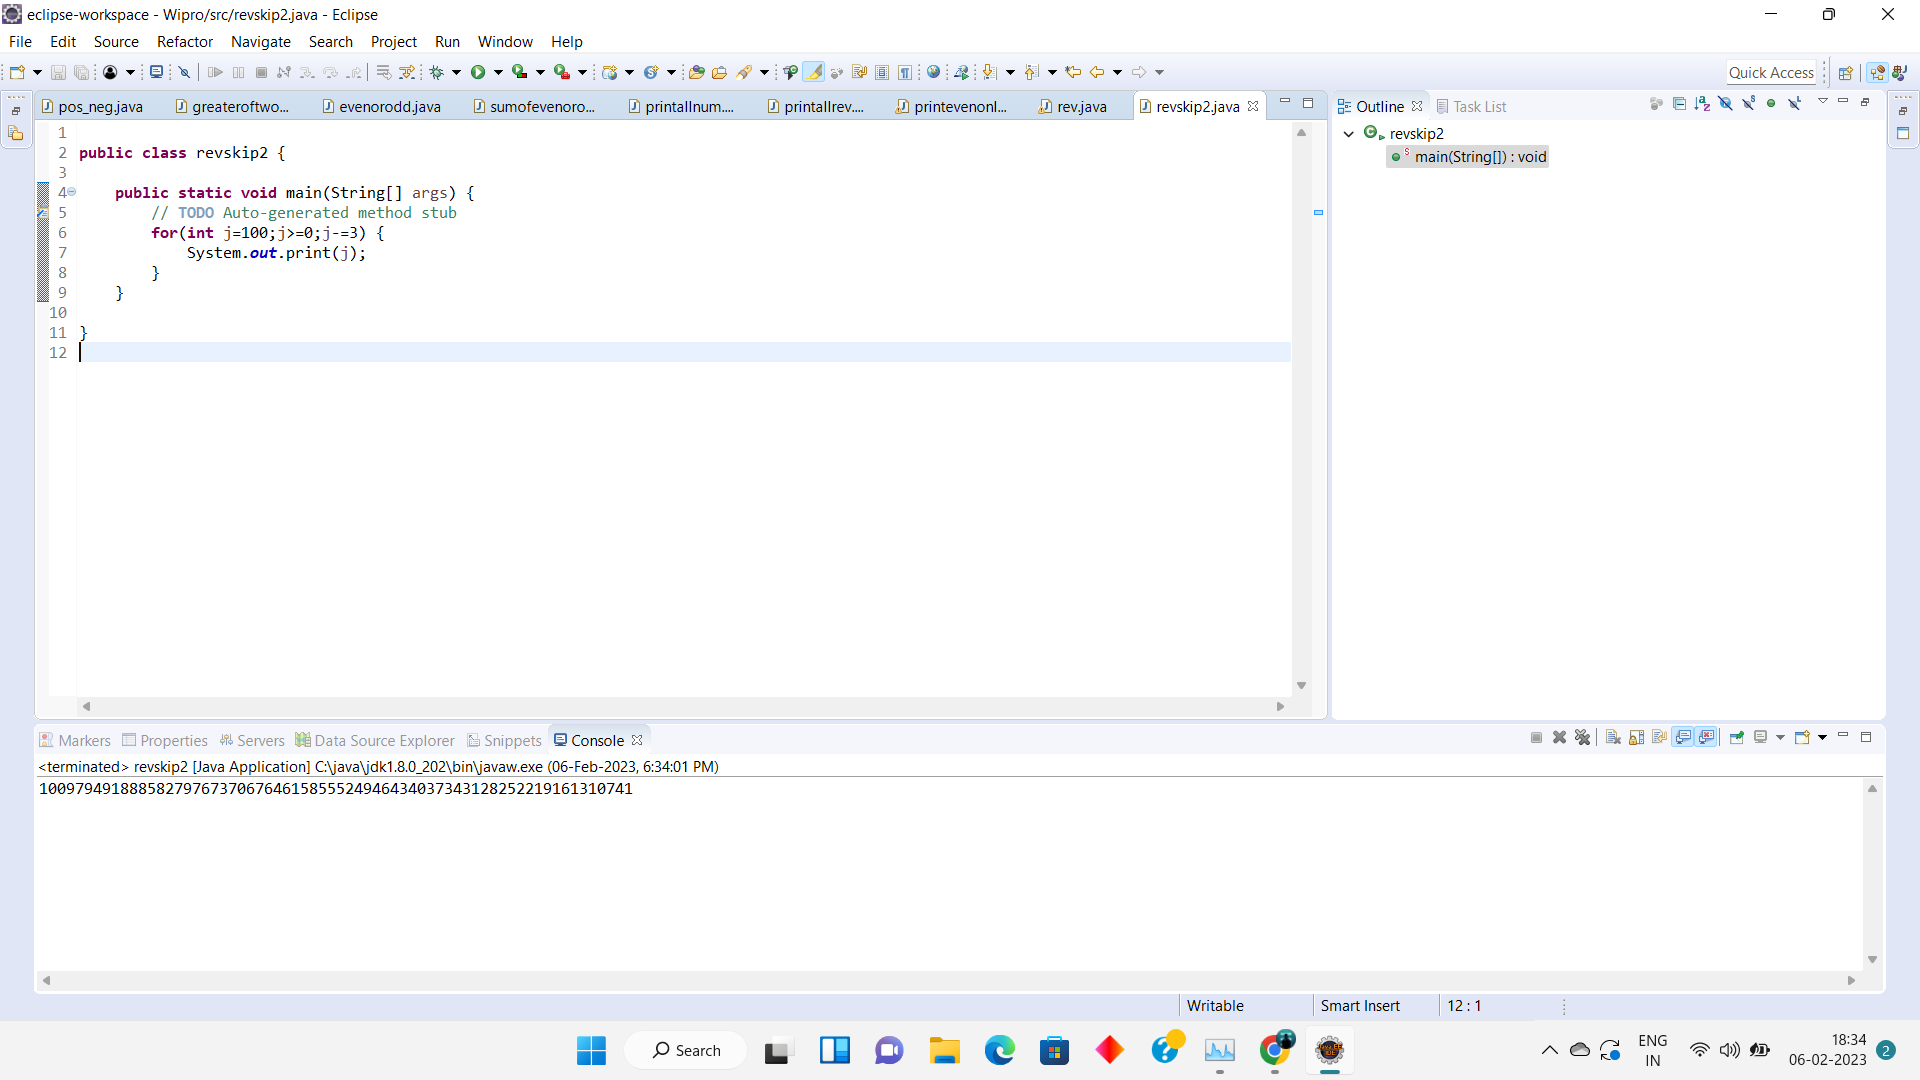 eclipse-workspace - Wipro/src/revskip2.java - Eclipse
File Edit Source Refactor Navigate Search Project Run Window Help
Quick Access
pos_neg.java greateroftwo... evenorodd.java sumofevenoro... printallnum.... printallrev.... printevenonl... rev.java revskip2.java
Outline Task List
revskip2
main(String[]) : void
1
2 public class revskip2 {
3
4 public static void main(String[] args) {
5 // TODO Auto-generated method stub
6 for(int j=100;j>=0;j-=3) {
7 System.out.print(j);
8 }
9 }
10
11 }
12
Markers Properties Servers Data Source Explorer Snippets Console
<terminated> revskip2 [Java Application] C:\java\jdk1.8.0_202\bin\javaw.exe (06-Feb-2023, 6:34:01 PM)
10097949188858279767370676461585552494643403734312825221916131​0741
Writable Smart Insert 12 : 1
Search
ENG
IN
18:34
06-02-2023
2